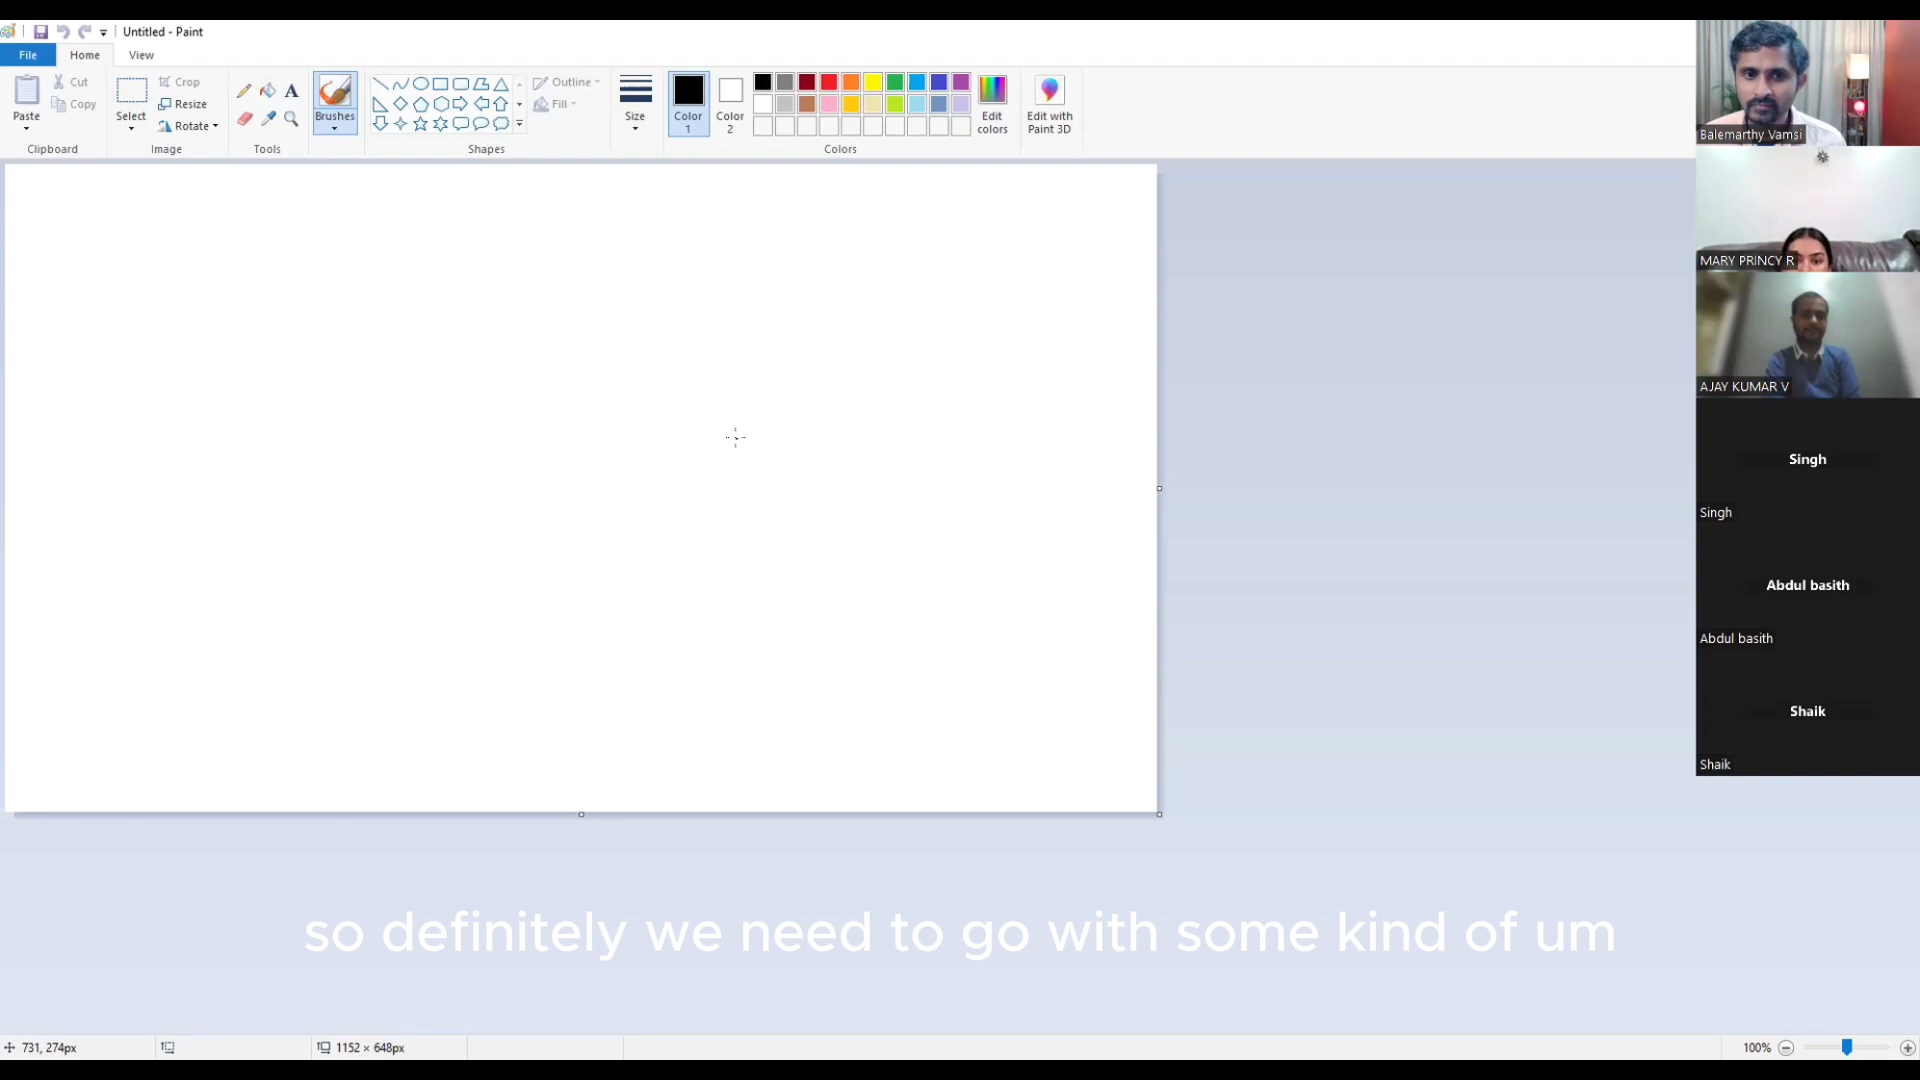 Untitled - Paint
File
Home
View
Paste
Cut
Copy
Clipboard
Select
Crop
Resize
Rotate
Image
A
Tools
Brushes
Shapes
Outline
Fill
Size
Color 1
Color 2
Edit colors
Edit with Paint 3D
Colors
Balemarthy Vamsi
MARY PRINCY R
AJAY KUMAR V
Singh
Singh
Abdul basith
Abdul basith
Shaik
Shaik
so definitely we need to go with some kind of um
731, 274px
1152 × 648px
100%